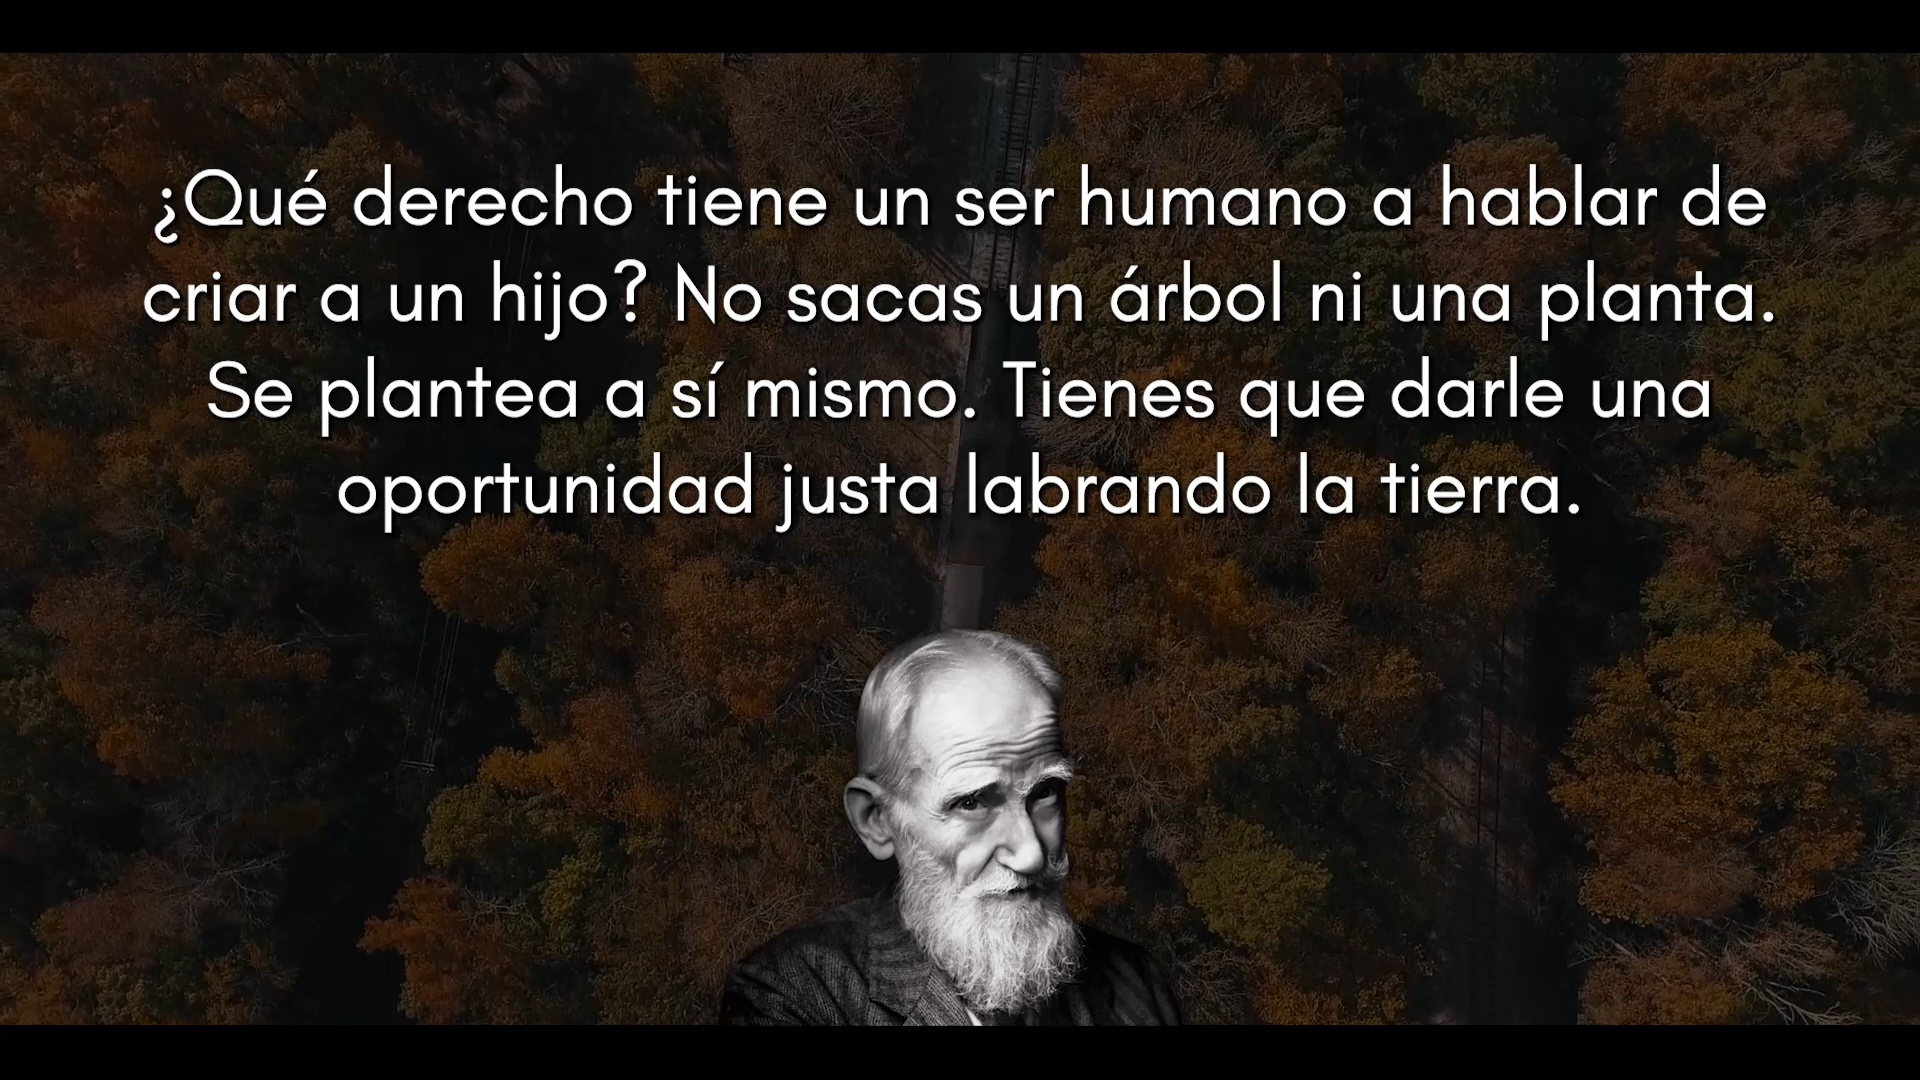 ¿Qué derecho tiene un ser humano a hablar de
criar a un hijo? No sacas un árbol ni una planta.
Se plantea a sí mismo. Tienes que darle una
oportunidad justa labrando la tierra.